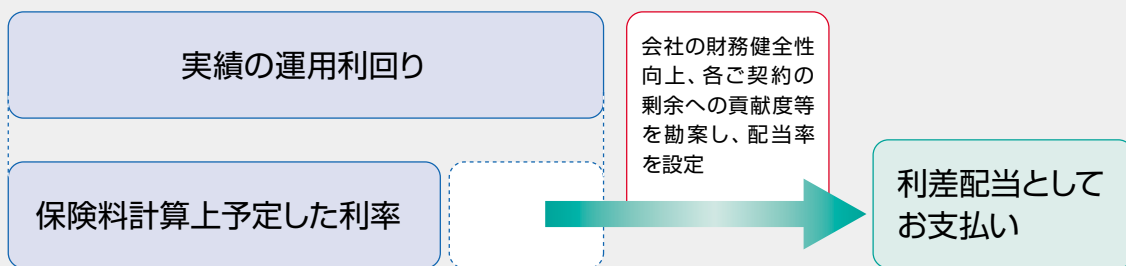 実績の運用利回り
会社の財務健全性
向上、各ご契約の
剰余への貢献度等
を勘案し、配当率
を設定
保険料計算上予定した利率
利差配当として
お支払い